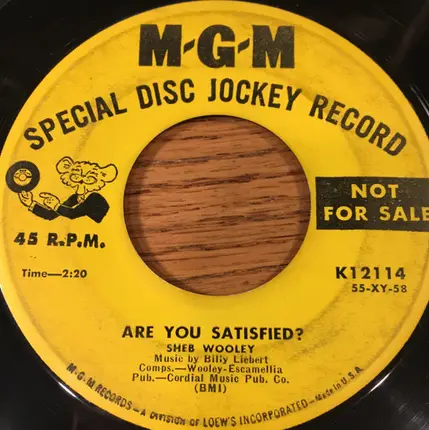 M-G-M
SPECIAL DISC JOCKEY RECORD
NOT
FOR SALE
45 R.P.M.
Time—2:20
K12114
55-XY-58
ARE YOU SATISFIED?
SHEB WOOLEY
Music by Billy Liebert
Comps.—Wooley-Escamellia
Pub.—Cordial Music Pub. Co.
(BMI)
M-G-M RECORDS—A DIVISION OF LOEW'S INCORPORATED—Made in U.S.A.